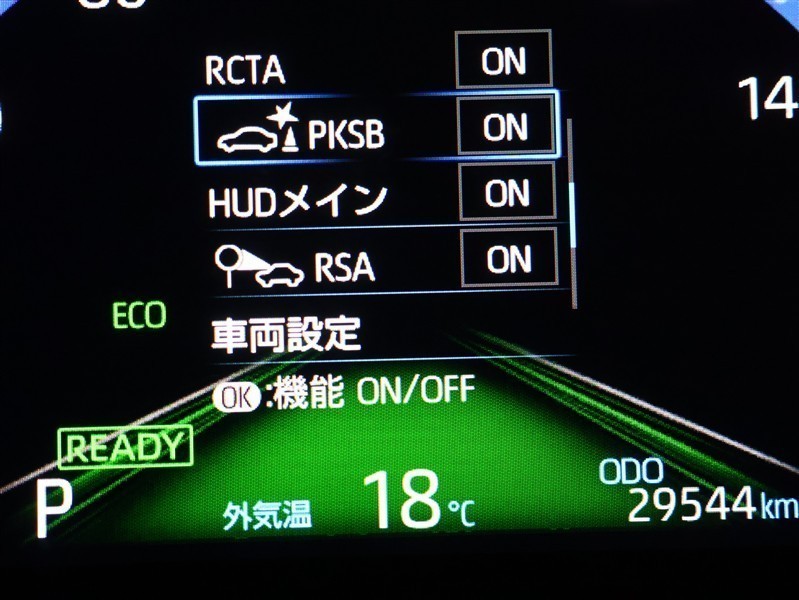 RCTA ON
PKSB ON
14
HUDメイン ON
RSA ON
ECO
車両設定
OK:機能 ON/OFF
READY
P 外気温 18℃ ODO 29544km